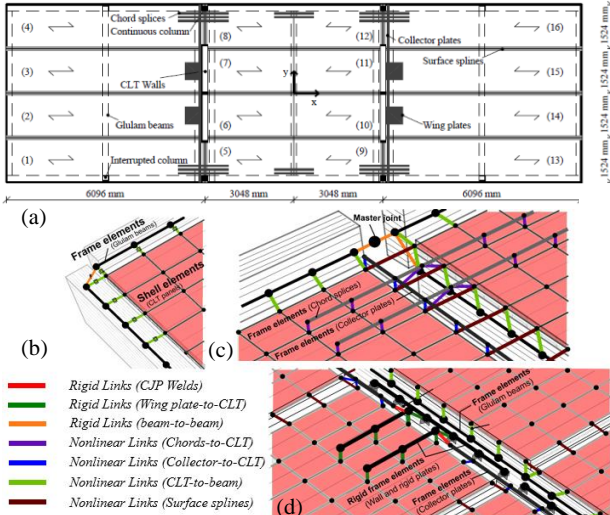 Chord splices
Continuous column
(4)
(8)
(12)
(16)
Collector plates
Surface splines
(3)
(7)
(11)
(15)
CLT Walls
y
x
(2)
(6)
(10)
(14)
Glulam beams
Wing plates
(1)
(5)
(9)
(13)
Interrupted column
1524 mm
1524 mm
1524 mm
1524 mm
6096 mm
3048 mm
3048 mm
6096 mm
(a)
Frame elements
(Glulam beams)
Shell elements
(CLT panels)
(b)
Master joint
Frame elements
(Chord splices)
Frame elements
(Collector plates)
(c)
Rigid Links (CJP Welds)
Rigid Links (Wing plate-to-CLT)
Rigid Links (beam-to-beam)
Nonlinear Links (Chords-to-CLT)
Nonlinear Links (Collector-to-CLT)
Nonlinear Links (CLT-to-beam)
Nonlinear Links (Surface splines)
Frame elements
(Glulam beams)
Rigid frame elements
(Wall and rigid plates)
Frame elements
(Collector plates)
(d)